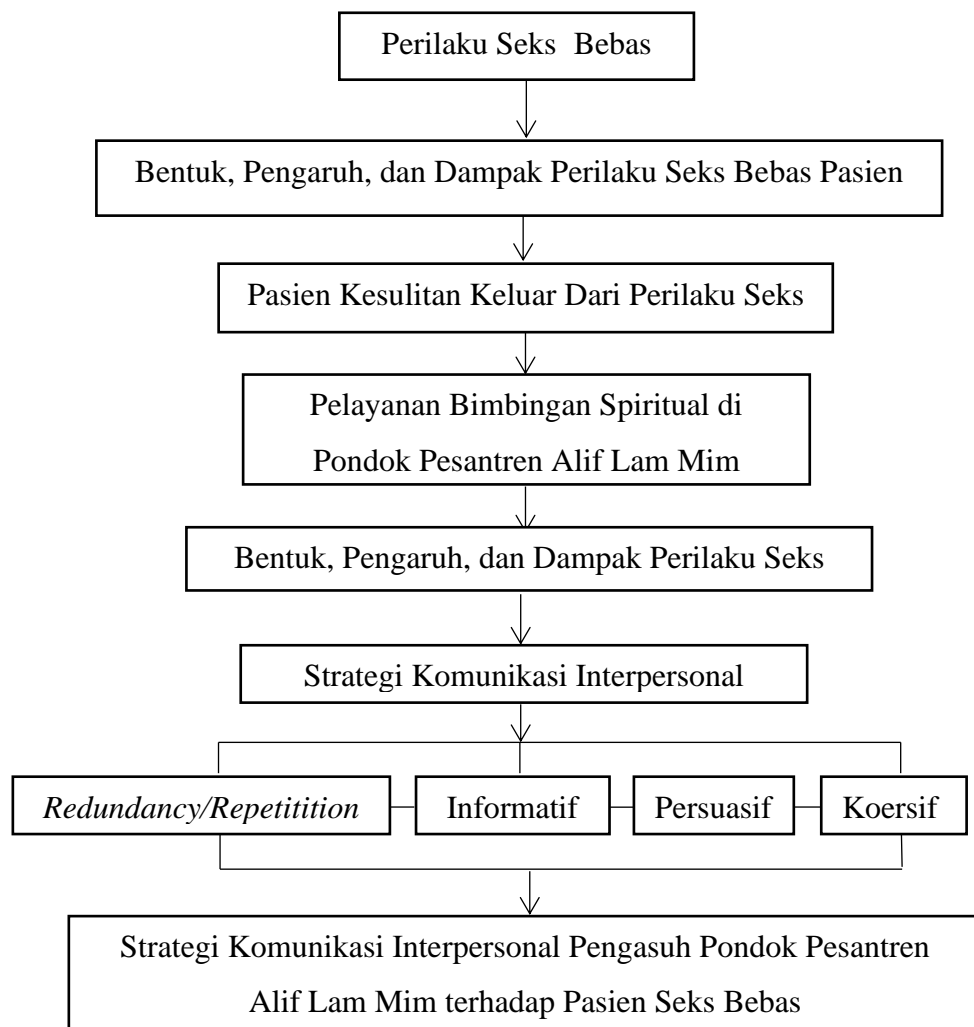 Perilaku Seks Bebas
Bentuk, Pengaruh, dan Dampak Perilaku Seks Bebas Pasien
Pasien Kesulitan Keluar Dari Perilaku Seks
Pelayanan Bimbingan Spiritual di
Pondok Pesantren Alif Lam Mim
Bentuk, Pengaruh, dan Dampak Perilaku Seks
Strategi Komunikasi Interpersonal
Redundancy/Repetitition
Informatif
Persuasif
Koersif
Strategi Komunikasi Interpersonal Pengasuh Pondok Pesantren
Alif Lam Mim terhadap Pasien Seks Bebas